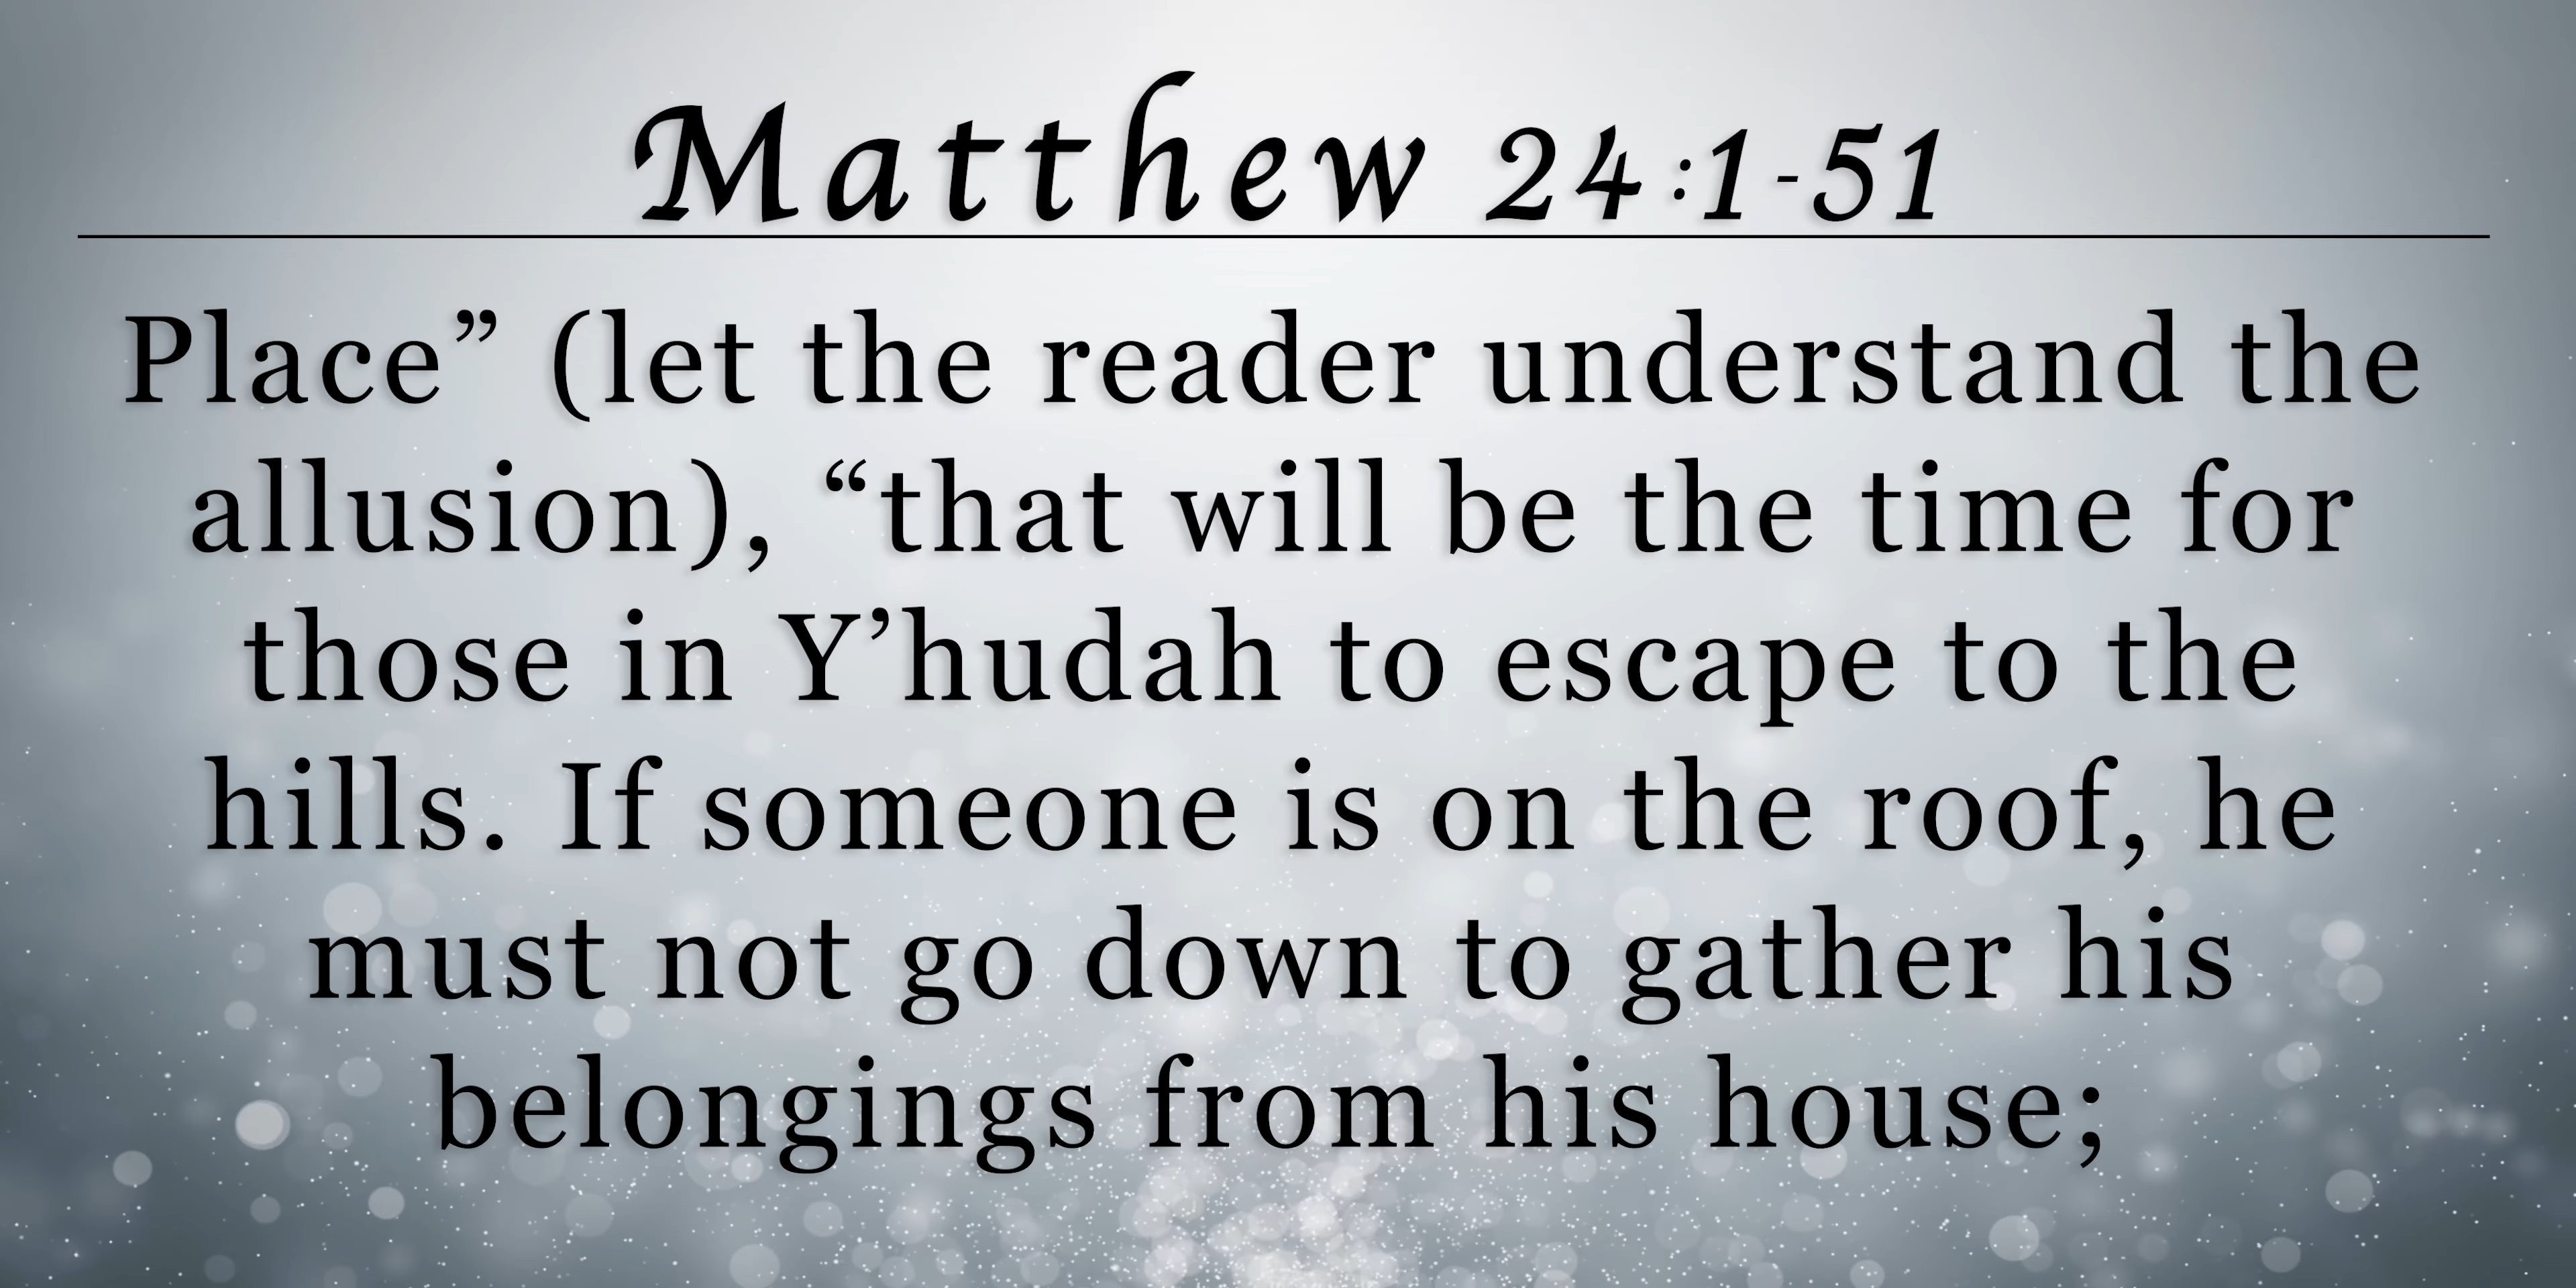 Matthew 24:1-51
Place” (let the reader understand the
allusion), “that will be the time for
those in Y’hudah to escape to the
hills. If someone is on the roof, he
must not go down to gather his
belongings from his house;